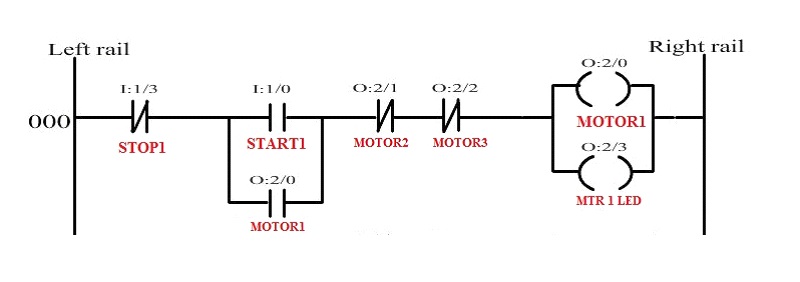 Left rail
Right rail
O:2/0
I:1/3
I:1/0
O:2/1
O:2/2
000
MOTOR1
STOP1
START1
MOTOR2
MOTOR3
O:2/3
O:2/0
MTR 1 LED
MOTOR1